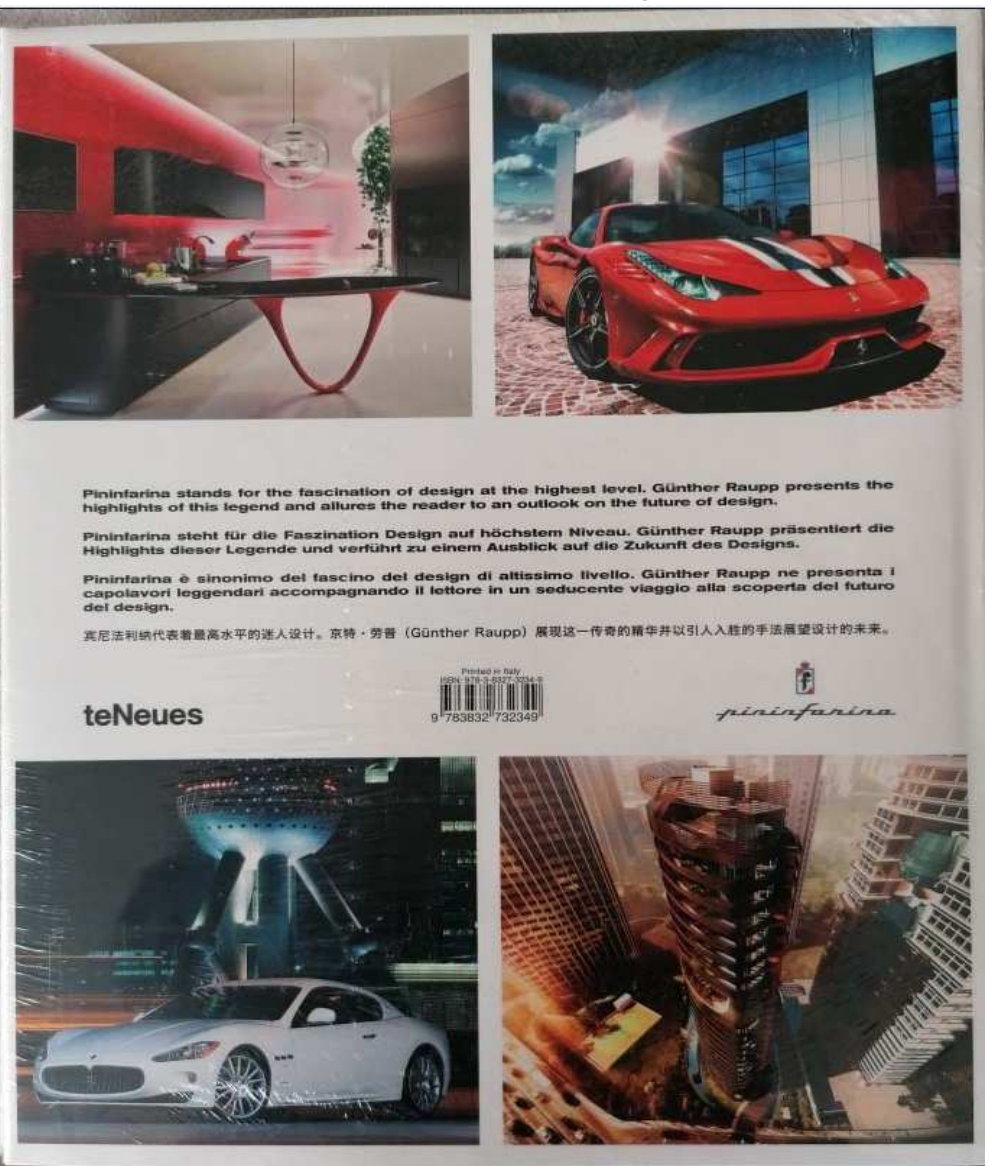 Pininfarina stands for the fascination of design at the highest level. Günther Raupp presents the
highlights of this legend and allures the reader to an outlook on the future of design.
Pininfarina steht für die Faszination Design auf höchstem Niveau. Günther Raupp präsentiert die
Highlights dieser Legende und verführt zu einem Ausblick auf die Zukunft des Designs.
Pininfarina è sinonimo del fascino del design di altissimo livello. Günther Raupp ne presenta i
capolavori leggendari accompagnando il lettore in un seducente viaggio alla scoperta del futuro
del design.
宾尼法利纳代表着最高水平的迷人设计。京特·劳普（Günther Raupp）展现这一传奇的精华并以引人入胜的手法展望设计的未来。
Printed in Italy
ISBN: 978-3-8327-3234-9
9 783832 732349
teNeues
f
pininfarina